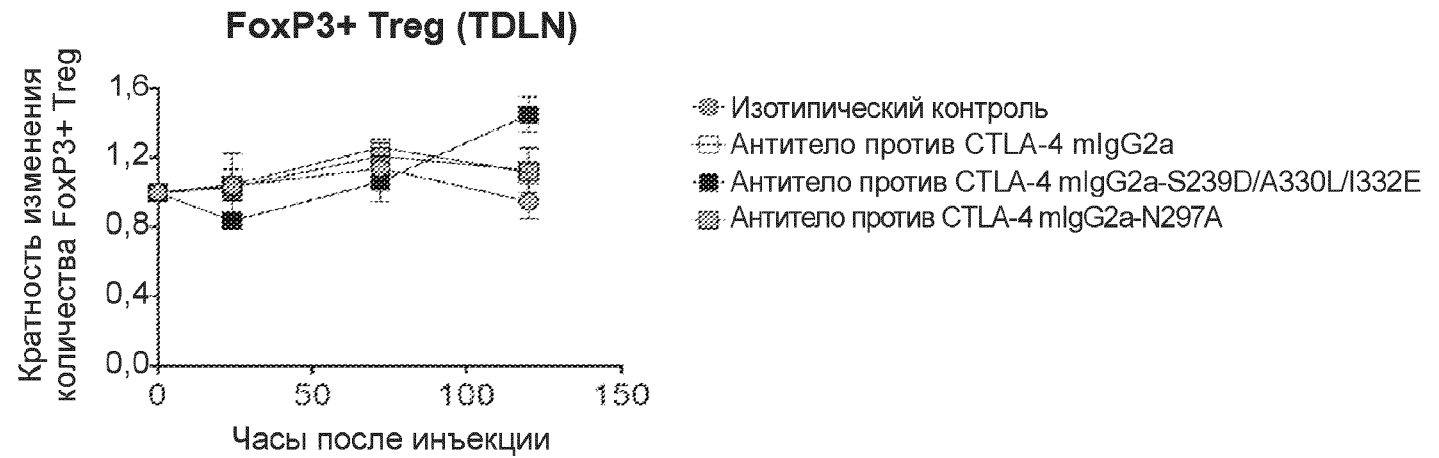 FoxP3+ Treg (TDLN)
Кратность изменения
количества FoxP3+ Treg
1,6
1,2
0,8
0,4
0,0
0 50 100 150
Часы после инъекции
Изотипический контроль
Антитело против CTLA-4 mIgG2a
Антитело против CTLA-4 mIgG2a-S239D/A330L/I332E
Антитело против CTLA-4 mIgG2a-N297A